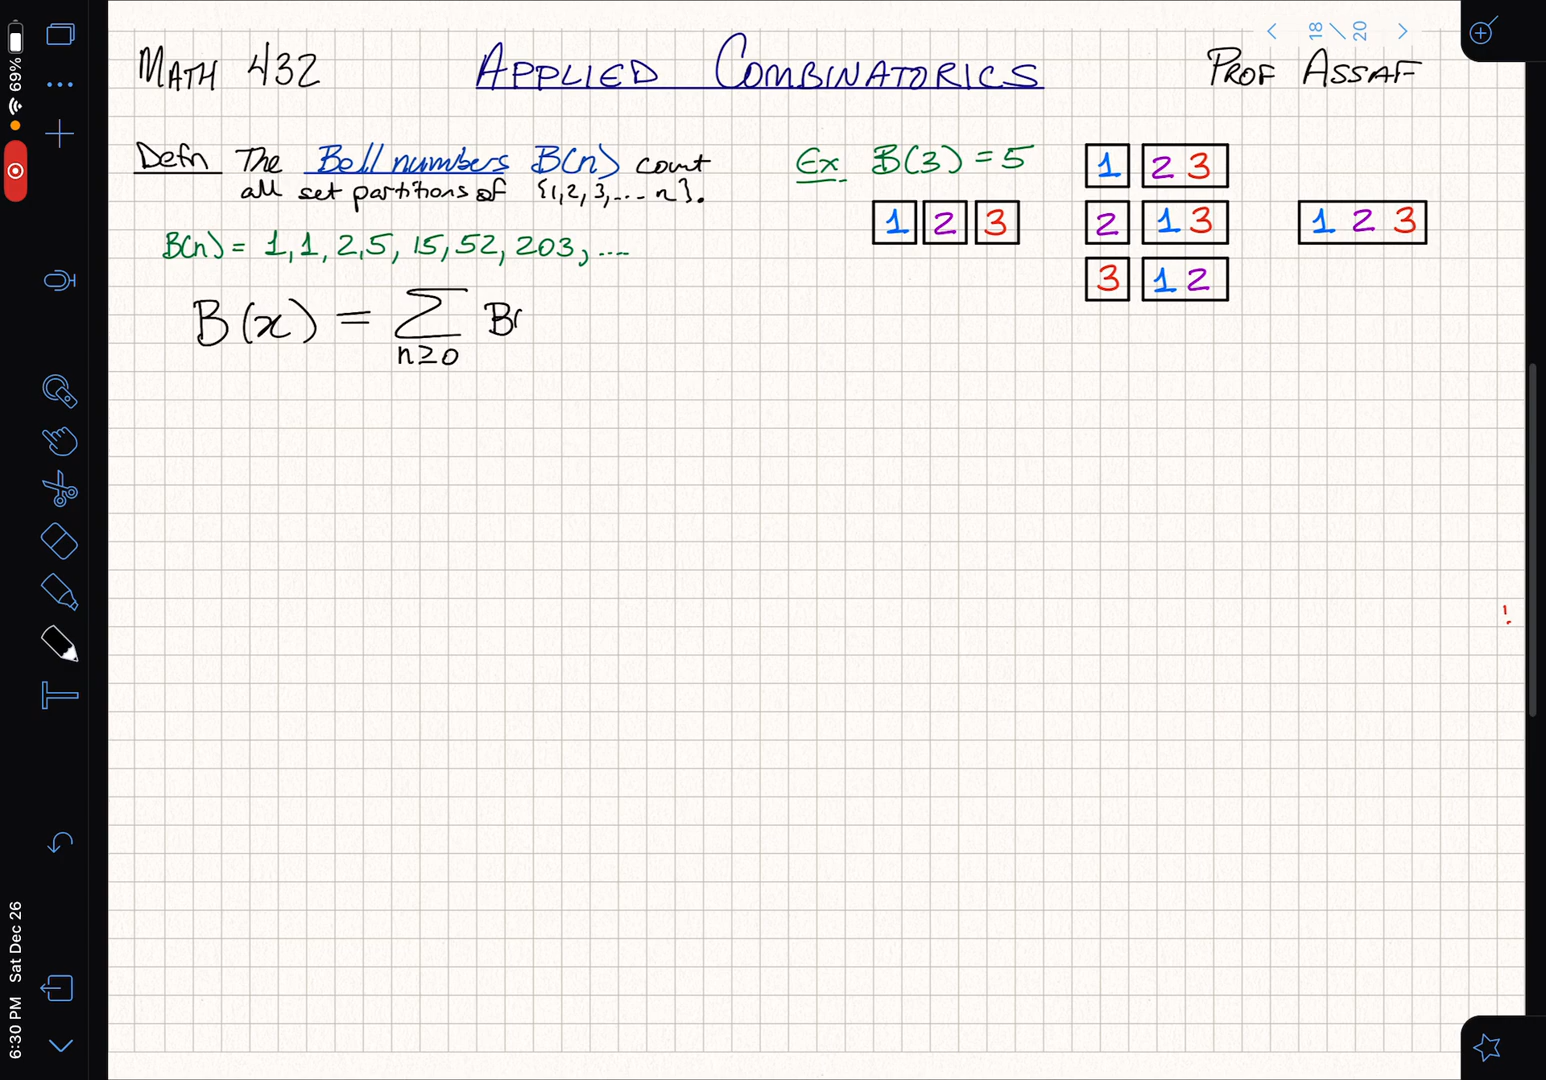 MATH 432 APPLIED COMBINATORICS PROF ASSAF
Defn The Bell numbers B(n) count
all set partitions of {1,2,3,.... n}.
B(n) = 1, 1, 2, 5, 15, 52, 203, ....
B(x) = ∑ B(
n≥0
Ex B(3) = 5
1 2 3
1 2 3
2 1 3
3 1 2
1 2 3
!
18 / 20
69%
6:30 PM Sat Dec 26
T